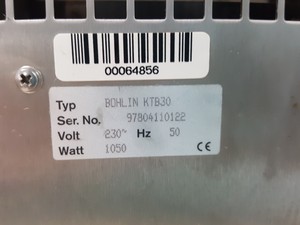 00064856
Typ BOHLIN KTB30
Ser. No. 97804110122
Volt 230~ Hz 50
Watt 1050 CE